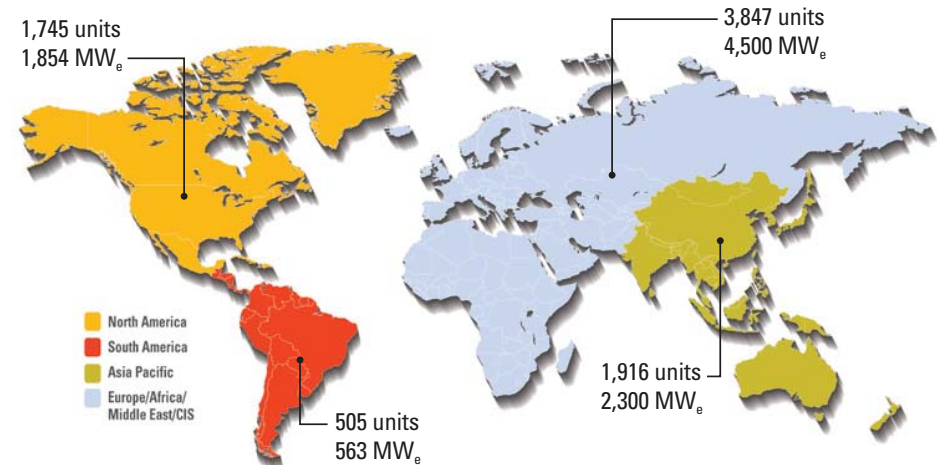 1,745 units
1,854 MWₑ
3,847 units
4,500 MWₑ
North America
South America
Asia Pacific
Europe/Africa/
Middle East/CIS
505 units
563 MWₑ
1,916 units
2,300 MWₑ